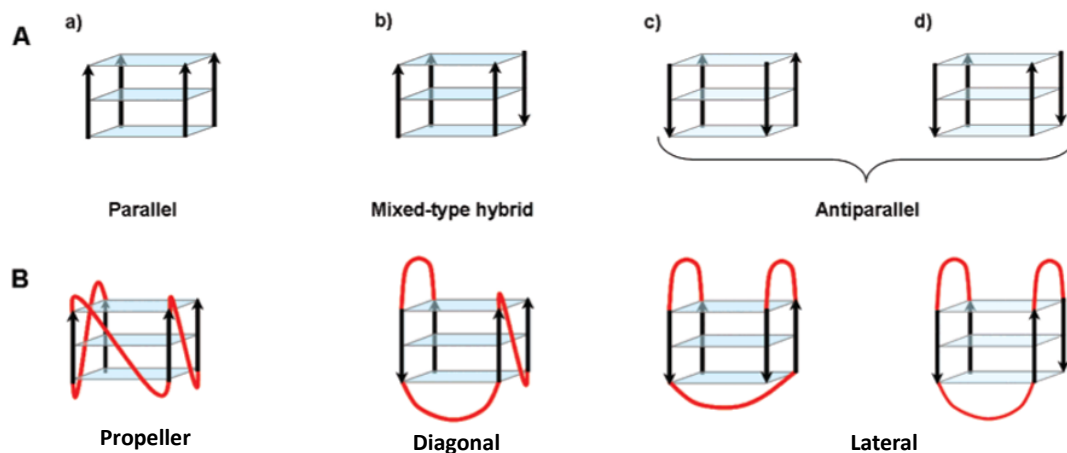 a) b) c) d)
A
Parallel Mixed-type hybrid Antiparallel
B
Propeller Diagonal Lateral